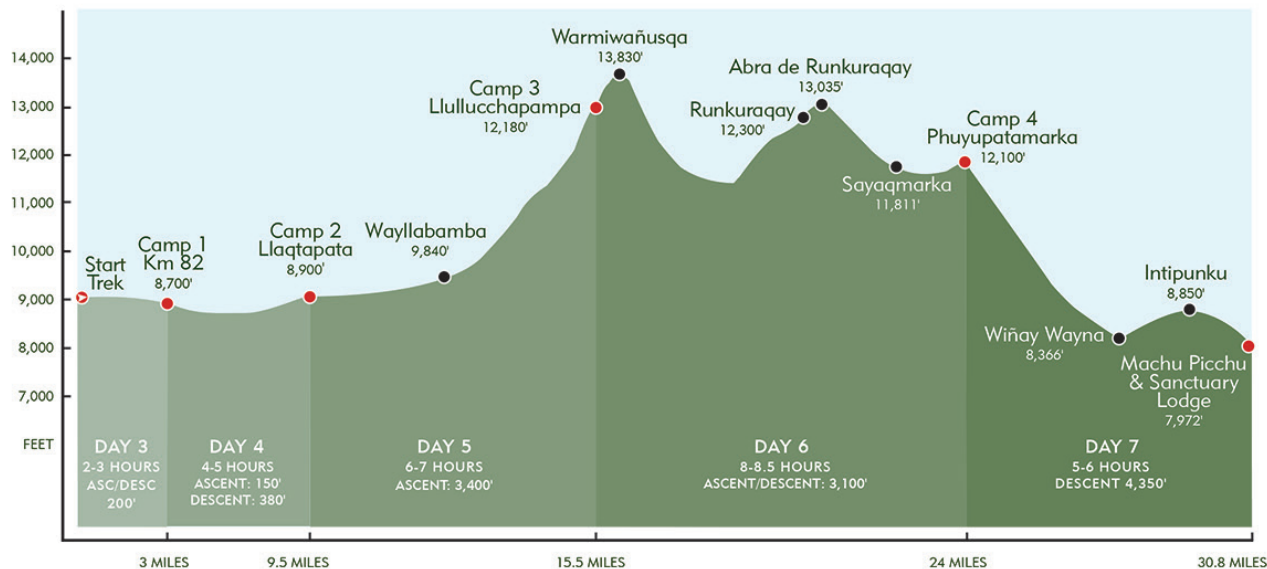 14,000
13,000
12,000
11,000
10,000
9,000
8,000
7,000
FEET
Start
Trek
Camp 1
Km 82
8,700'
Camp 2
Llaqtapata
8,900'
Wayllabamba
9,840'
Camp 3
Llullucchapampa
12,180'
Warmiwañusqa
13,830'
Runkuraqay
12,300'
Abra de Runkuraqay
13,035'
Sayaqmarka
11,811'
Camp 4
Phuyupatamarka
12,100'
Wiñay Wayna
8,366'
Intipunku
8,850'
Machu Picchu
& Sanctuary
Lodge
7,972'
DAY 3
2-3 HOURS
ASC/DESC
200'
DAY 4
4-5 HOURS
ASCENT: 150'
DESCENT: 380'
DAY 5
6-7 HOURS
ASCENT: 3,400'
DAY 6
8-8.5 HOURS
ASCENT/DESCENT: 3,100'
DAY 7
5-6 HOURS
DESCENT 4,350'
3 MILES
9.5 MILES
15.5 MILES
24 MILES
30.8 MILES